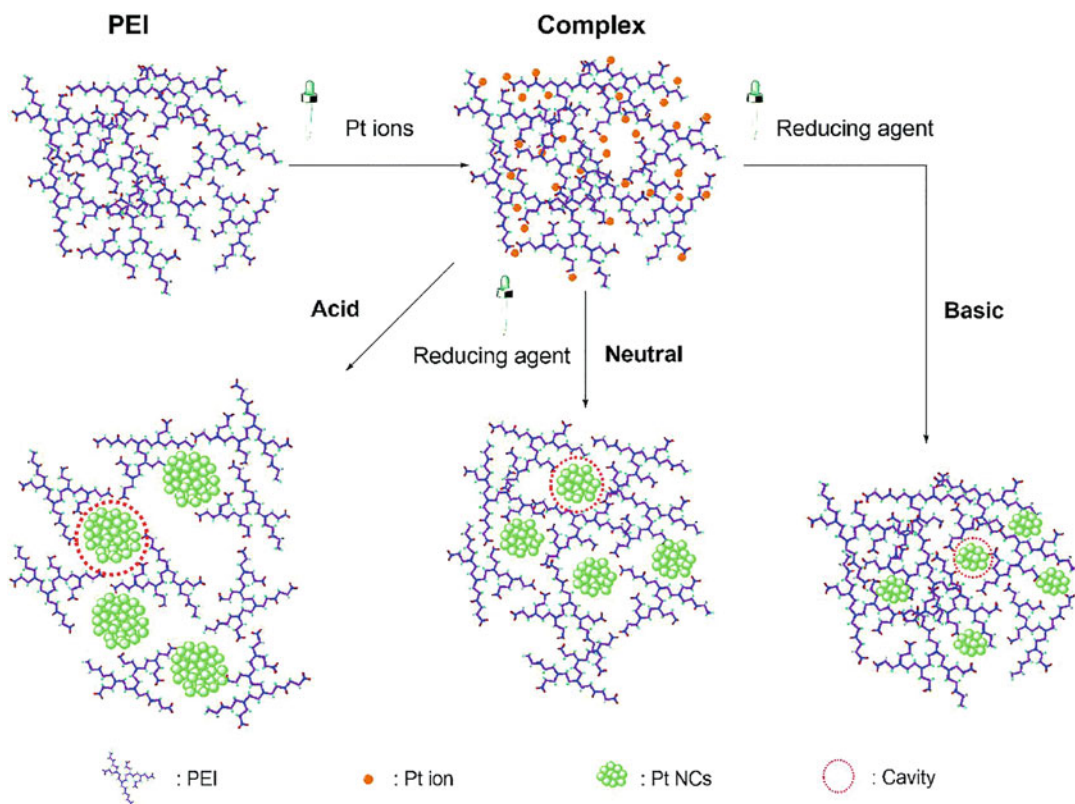 PEI
Complex
Pt ions
Reducing agent
Acid
Reducing agent
Neutral
Basic
: PEI
: Pt ion
: Pt NCs
: Cavity